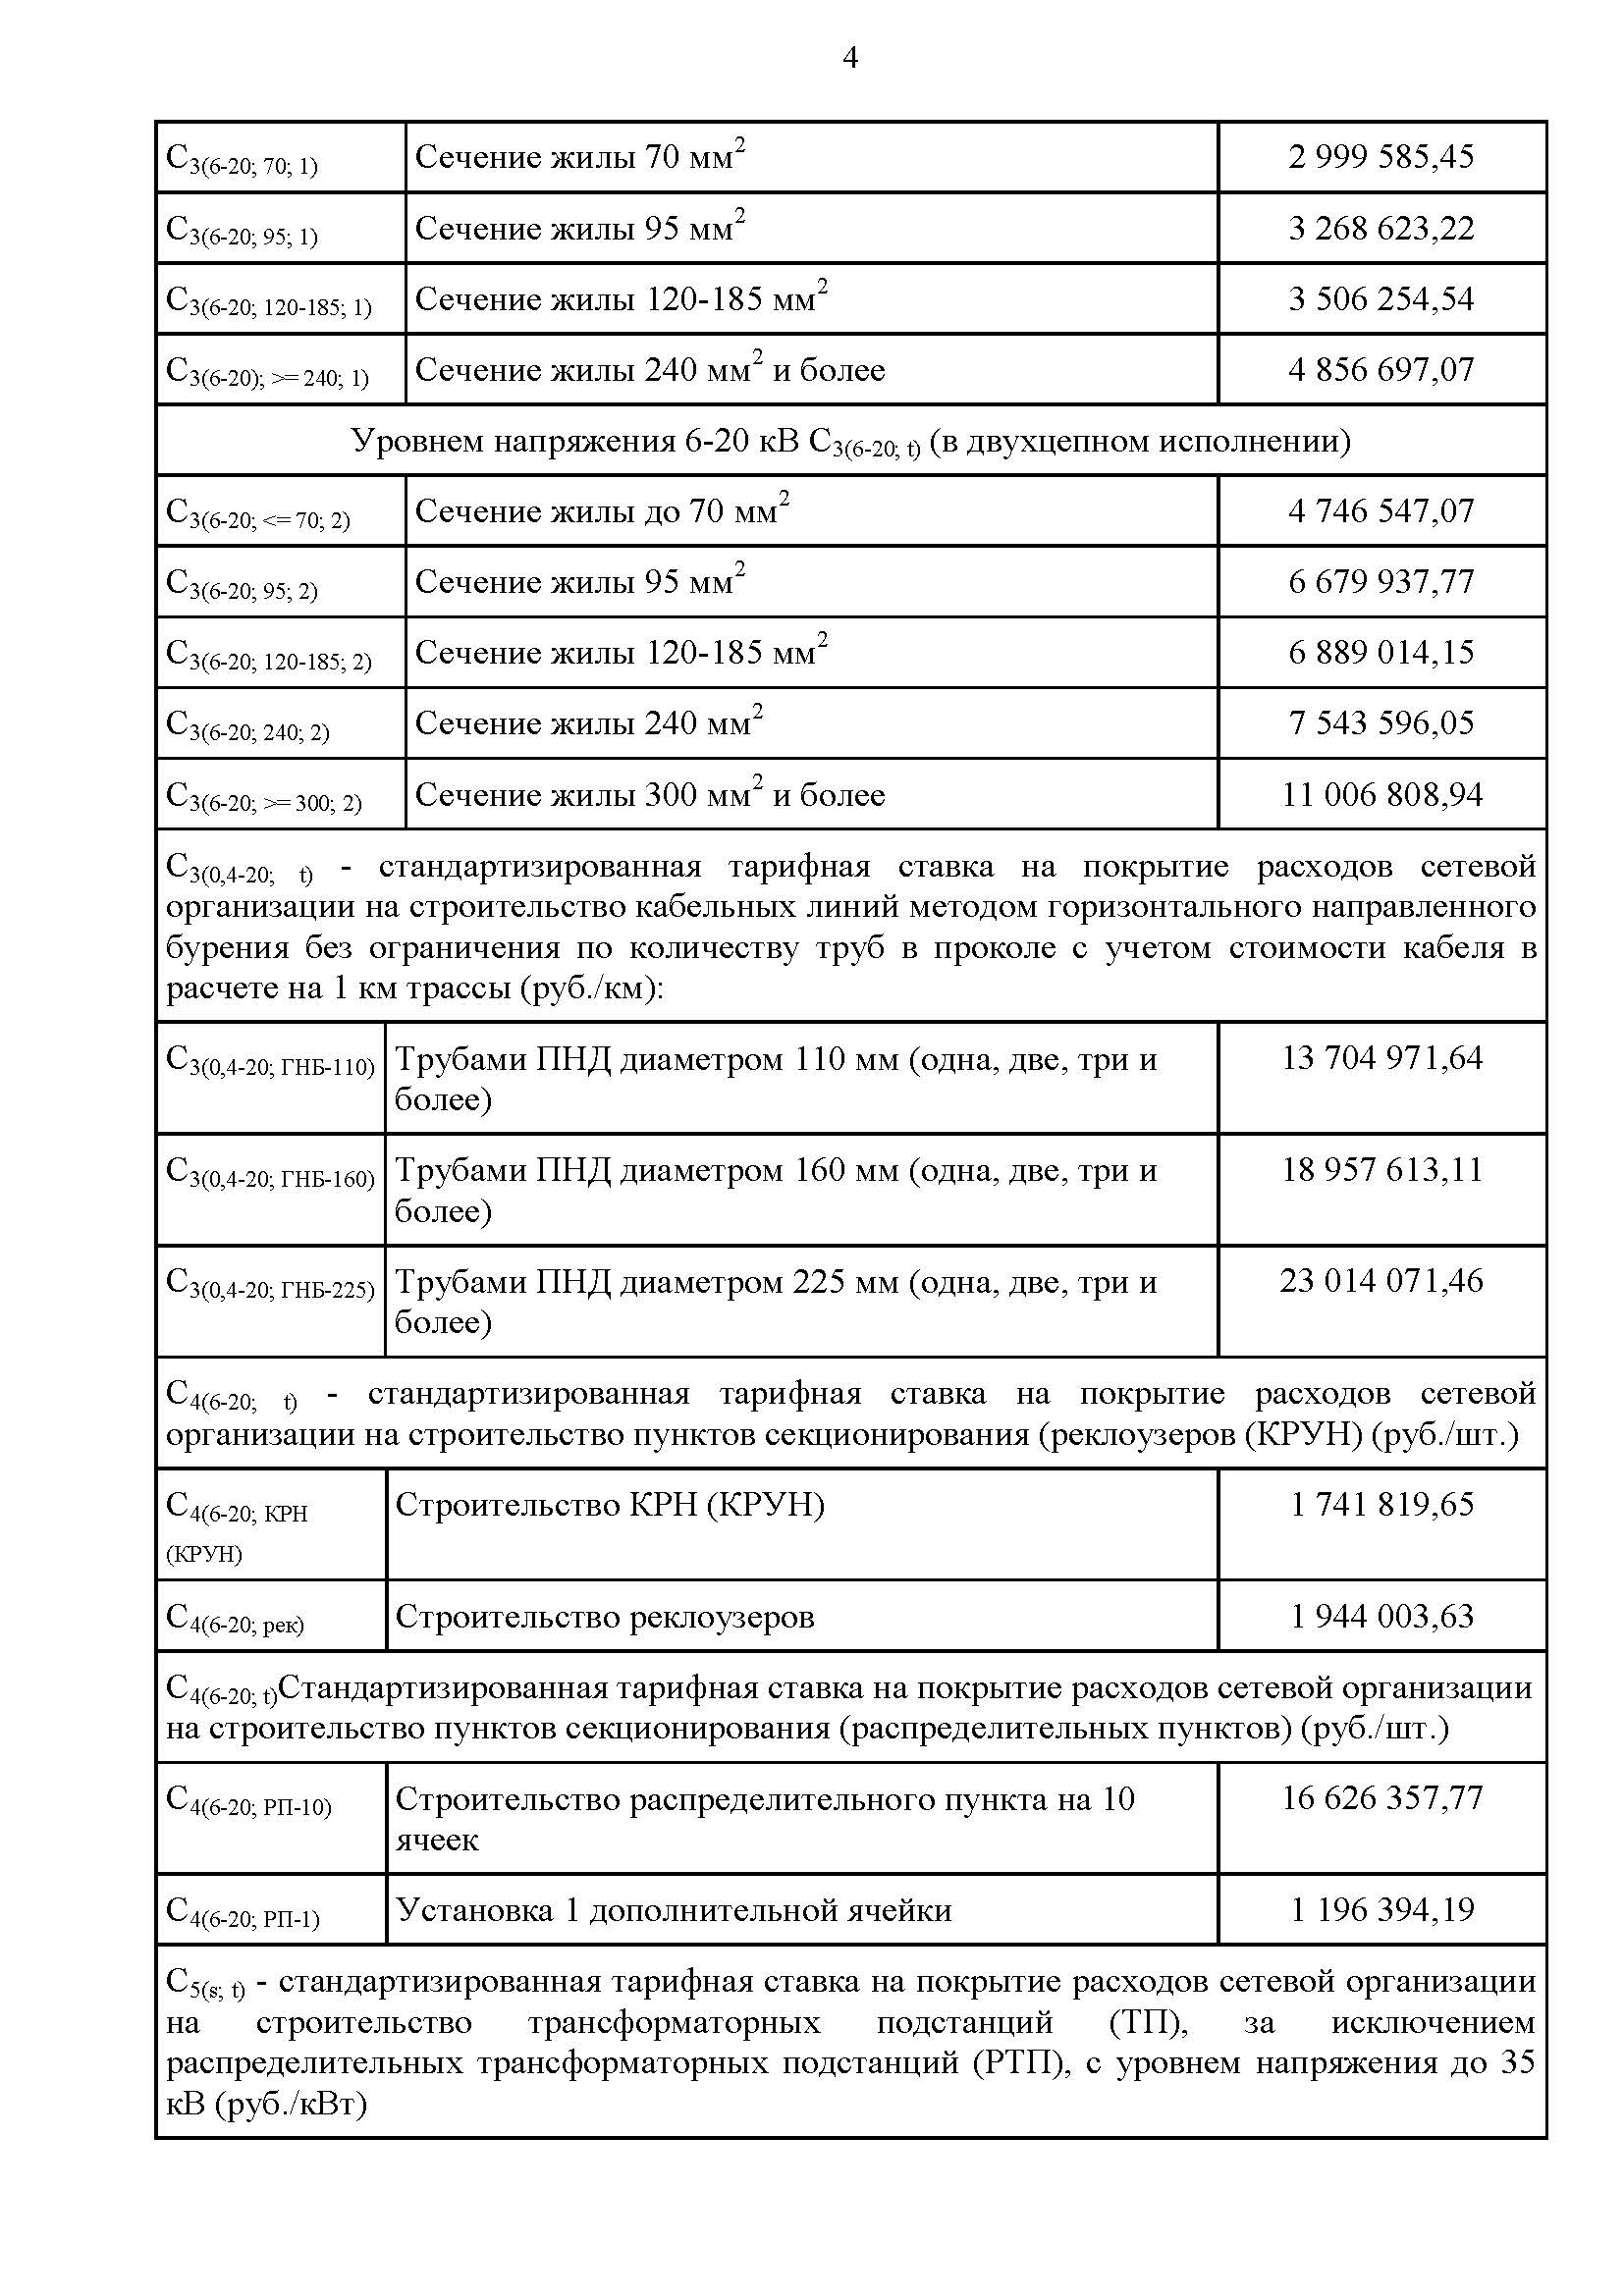 4
С3(6-20; 70; 1) Сечение жилы 70 мм2 2 999 585,45
С3(6-20; 95; 1) Сечение жилы 95 мм2 3 268 623,22
С3(6-20; 120-185; 1) Сечение жилы 120-185 мм2 3 506 254,54
С3(6-20); >= 240; 1) Сечение жилы 240 мм2 и более 4 856 697,07
Уровнем напряжения 6-20 кВ С3(6-20; t) (в двухцепном исполнении)
С3(6-20; <= 70; 2) Сечение жилы до 70 мм2 4 746 547,07
С3(6-20; 95; 2) Сечение жилы 95 мм2 6 679 937,77
С3(6-20; 120-185; 2) Сечение жилы 120-185 мм2 6 889 014,15
С3(6-20; 240; 2) Сечение жилы 240 мм2 7 543 596,05
С3(6-20; >= 300; 2) Сечение жилы 300 мм2 и более 11 006 808,94
С3(0,4-20; t) - стандартизированная тарифная ставка на покрытие расходов сетевой
организации на строительство кабельных линий методом горизонтального направленного
бурения без ограничения по количеству труб в проколе с учетом стоимости кабеля в
расчете на 1 км трассы (руб./км):
С3(0,4-20; ГНБ-110) Трубами ПНД диаметром 110 мм (одна, две, три и 13 704 971,64
более)
С3(0,4-20; ГНБ-160) Трубами ПНД диаметром 160 мм (одна, две, три и 18 957 613,11
более)
С3(0,4-20; ГНБ-225) Трубами ПНД диаметром 225 мм (одна, две, три и 23 014 071,46
более)
С4(6-20; t) - стандартизированная тарифная ставка на покрытие расходов сетевой
организации на строительство пунктов секционирования (реклоузеров (КРУН) (руб./шт.)
С4(6-20; КРН Строительство КРН (КРУН) 1 741 819,65
(КРУН)
С4(6-20; рек) Строительство реклоузеров 1 944 003,63
С4(6-20; t)Стандартизированная тарифная ставка на покрытие расходов сетевой организации
на строительство пунктов секционирования (распределительных пунктов) (руб./шт.)
С4(6-20; РП-10) Строительство распределительного пункта на 10 16 626 357,77
ячеек
С4(6-20; РП-1) Установка 1 дополнительной ячейки 1 196 394,19
С5(s; t) - стандартизированная тарифная ставка на покрытие расходов сетевой организации
на строительство трансформаторных подстанций (ТП), за исключением
распределительных трансформаторных подстанций (РТП), с уровнем напряжения до 35
кВ (руб./кВт)